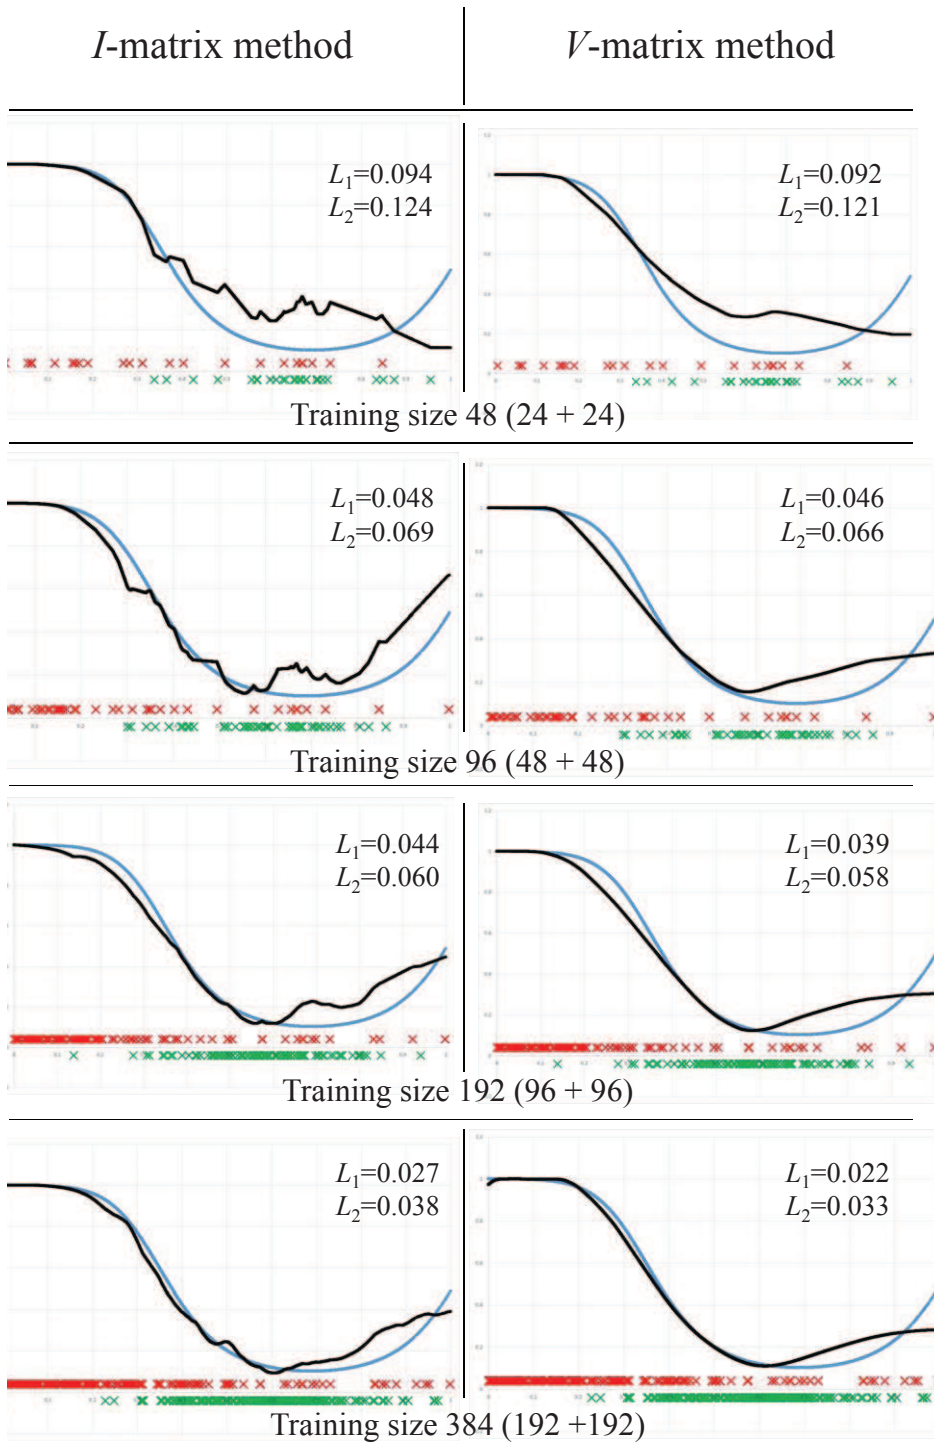 I-matrix method
V-matrix method
L1=0.094
L2=0.124
L1=0.092
L2=0.121
Training size 48 (24 + 24)
L1=0.048
L2=0.069
L1=0.046
L2=0.066
Training size 96 (48 + 48)
L1=0.044
L2=0.060
L1=0.039
L2=0.058
Training size 192 (96 + 96)
L1=0.027
L2=0.038
L1=0.022
L2=0.033
Training size 384 (192 +192)